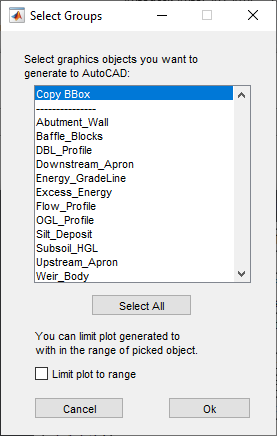 Select Groups
Select graphics objects you want to
generate to AutoCAD:
Copy BBox
---------------
Abutment_Wall
Baffle_Blocks
DBL_Profile
Downstream_Apron
Energy_GradeLine
Excess_Energy
Flow_Profile
OGL_Profile
Silt_Deposit
Subsoil_HGL
Upstream_Apron
Weir_Body
Select All
You can limit plot generated to
with in the range of picked object.
Limit plot to range
Cancel
Ok